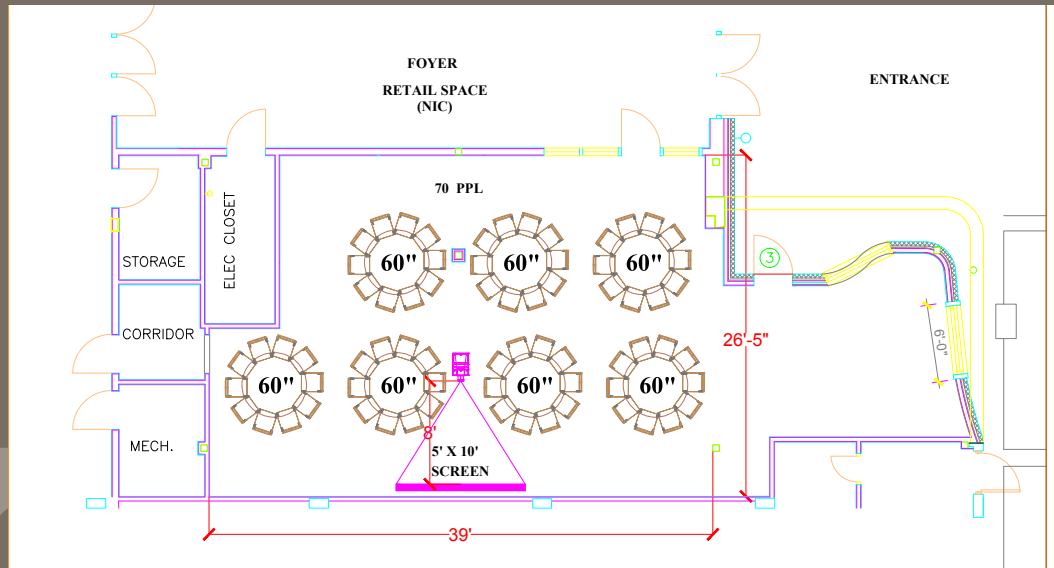 FOYER
RETAIL SPACE
(NIC)
ENTRANCE
70 PPL
ELEC CLOSET
STORAGE
60"
60"
60"
3
CORRIDOR
26'-5"
6'-0"
60"
60"
60"
60"
8'
5' X 10'
SCREEN
MECH.
39'